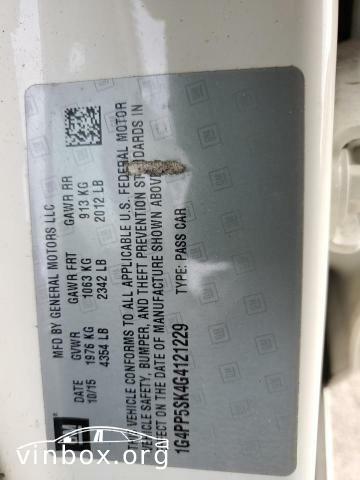 MFD BY GENERAL MOTORS LLC
DATE GVWR GAWR FRT GAWR RR
10/15 1976 KG 1063 KG 913 KG
4354 LB 2342 LB 2012 LB
THIS VEHICLE CONFORMS TO ALL APPLICABLE U.S. FEDERAL MOTOR
VEHICLE SAFETY, BUMPER, AND THEFT PREVENTION STANDARDS IN
EFFECT ON THE DATE OF MANUFACTURE SHOWN ABOVE.
1G4PP5SK4G4121229 TYPE: PASS CAR
GM
vinbox.org